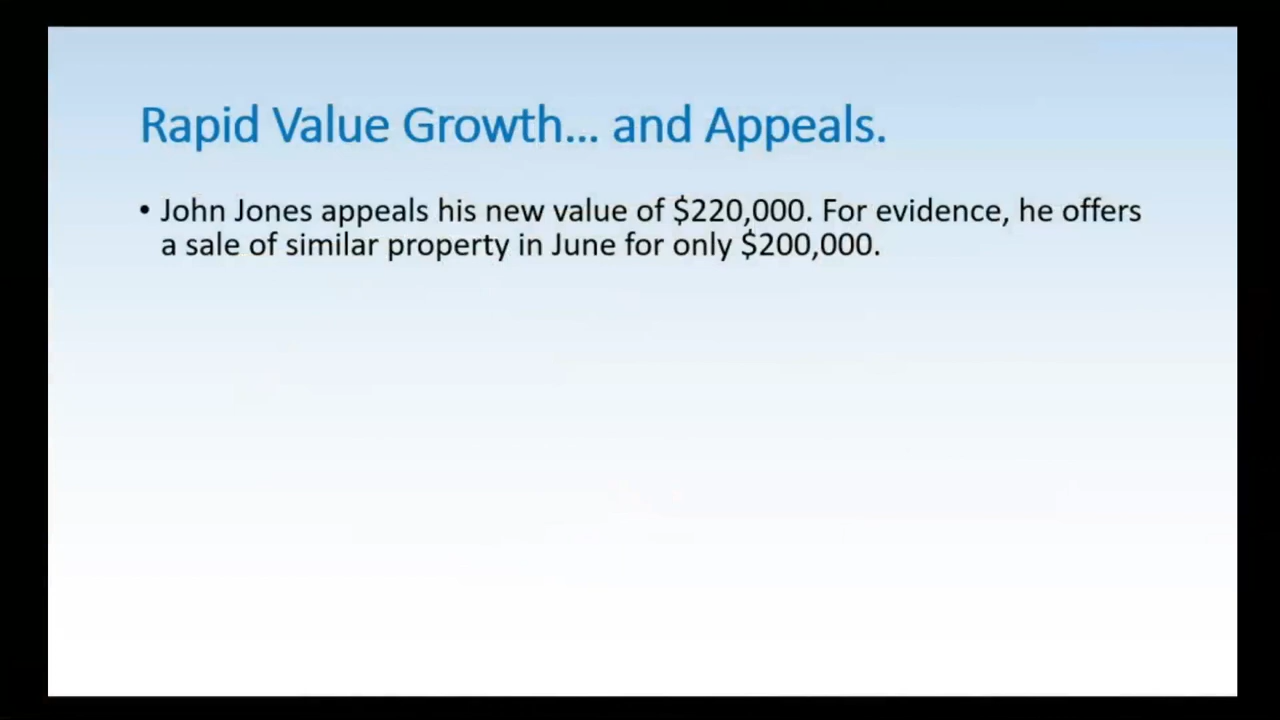 Rapid Value Growth... and Appeals.
• John Jones appeals his new value of $220,000. For evidence, he offers
a sale of similar property in June for only $200,000.